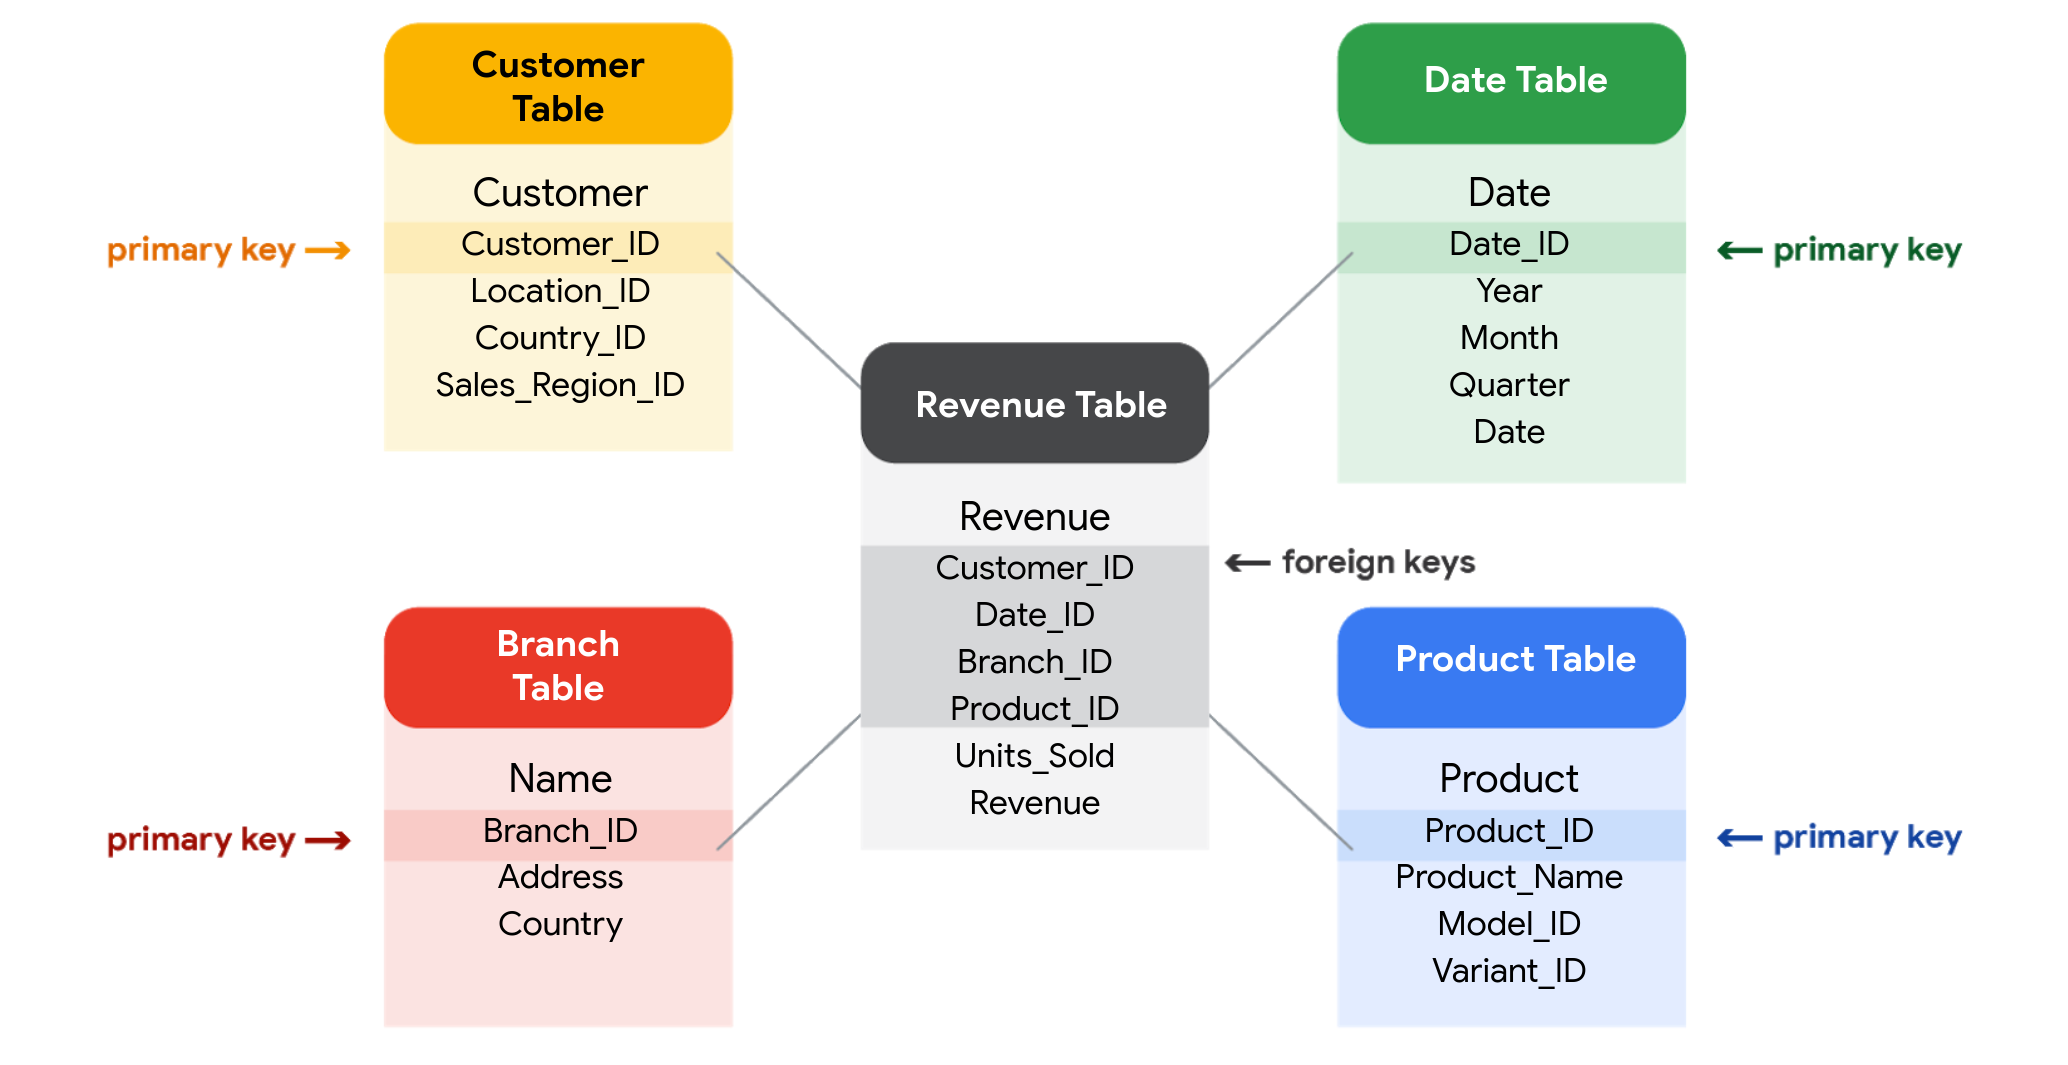 Customer
Table
Customer
primary key →
Customer_ID
Location_ID
Country_ID
Sales_Region_ID
Date Table
Date
Date_ID
← primary key
Year
Month
Quarter
Date
Revenue Table
Revenue
Customer_ID
← foreign keys
Date_ID
Branch_ID
Product_ID
Units_Sold
Revenue
Branch
Table
Name
primary key →
Branch_ID
Address
Country
Product Table
Product
Product_ID
← primary key
Product_Name
Model_ID
Variant_ID